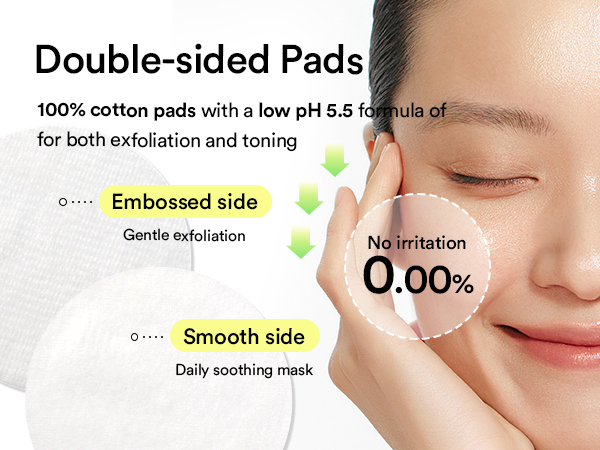 Double-sided Pads
100% cotton pads with a low pH 5.5 formula of
for both exfoliation and toning
Embossed side
Gentle exfoliation
No irritation
0.00%
Smooth side
Daily soothing mask